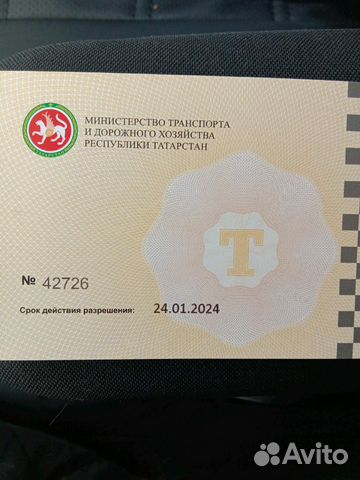 МИНИСТЕРСТВО ТРАНСПОРТА
И ДОРОЖНОГО ХОЗЯЙСТВА
РЕСПУБЛИКИ ТАТАРСТАН
Т
№ 42726
Срок действия разрешения: 24.01.2024
Avito